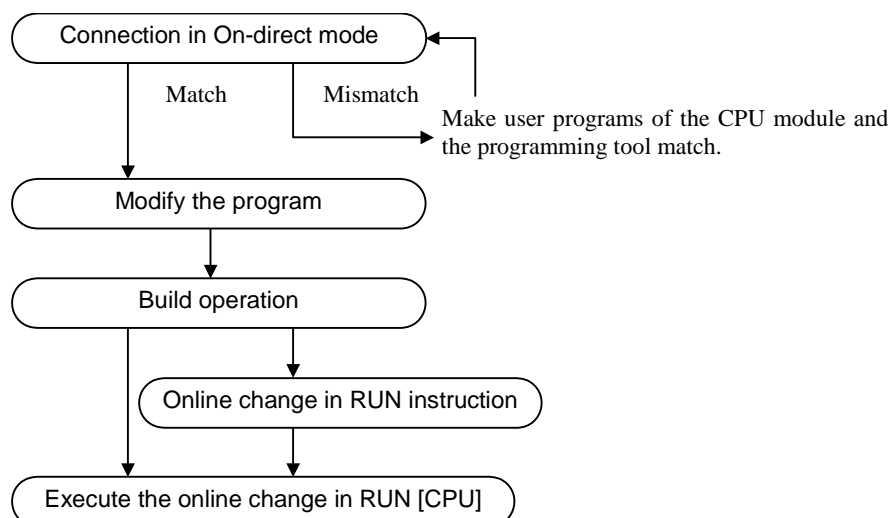 Connection in On-direct mode
Match
Mismatch
Make user programs of the CPU module and
the programming tool match.
Modify the program
Build operation
Online change in RUN instruction
Execute the online change in RUN [CPU]